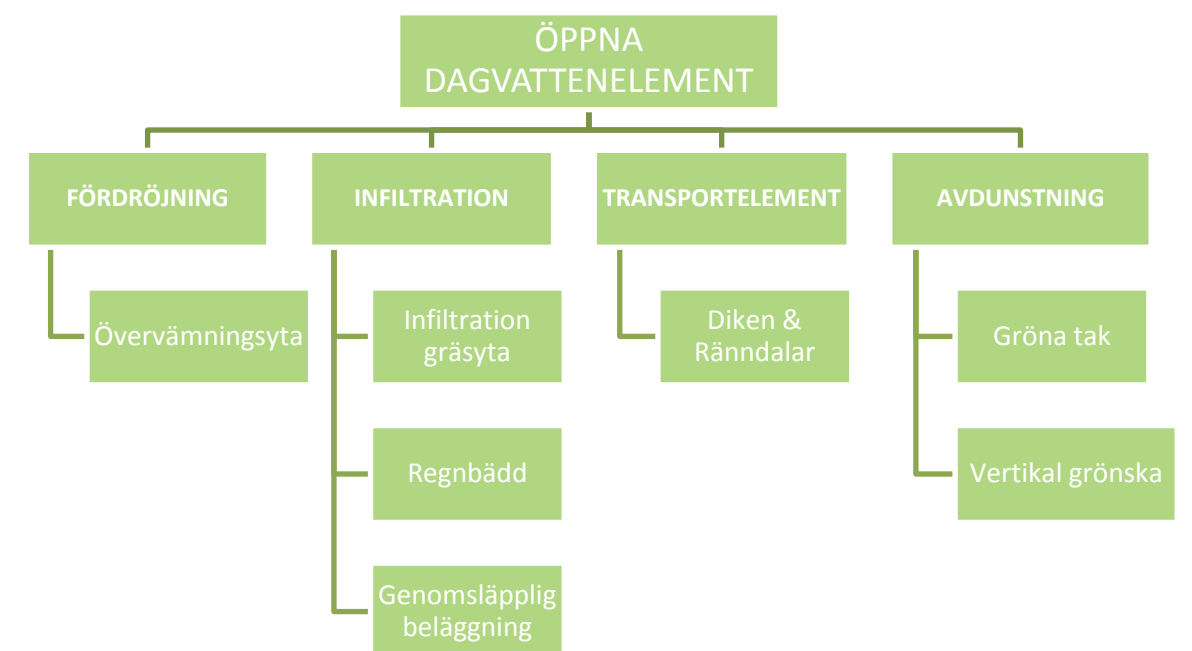 ÖPPNA
DAGVATTENELEMENT
FÖRDRÖJNING
INFILTRATION
TRANSPORTELEMENT
AVDUNSTNING
Övervämningsyta
Infiltration
gräsyta
Diken &
Ränndalar
Gröna tak
Regnbädd
Vertikal grönska
Genomsläpplig
beläggning